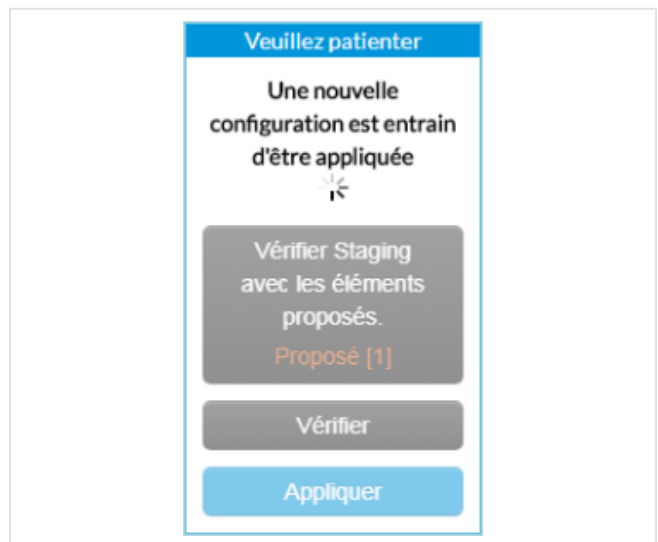 Veuillez patienter
Une nouvelle
configuration est entrain
d'être appliquée
Vérifier Staging
avec les éléments
proposés.
Proposé [1]
Vérifier
Appliquer